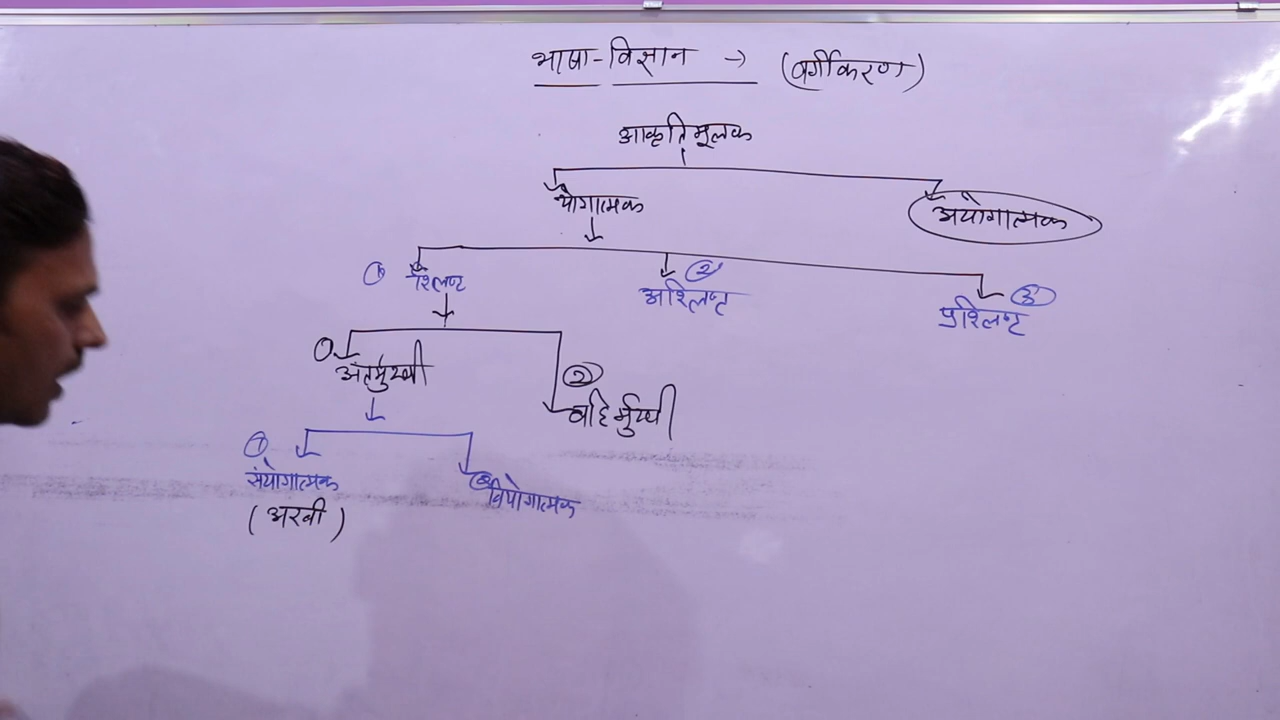 भाषा-विज्ञान → (वर्गीकरण)
आकृतिमूलक
योगात्मक
अयोगात्मक
① श्लिष्ट
② अश्लिष्ट
③ प्रश्लिष्ट
① अंतर्मुखी
② बहिर्मुखी
① संयोगात्मक
② वियोगात्मक
(अरबी)